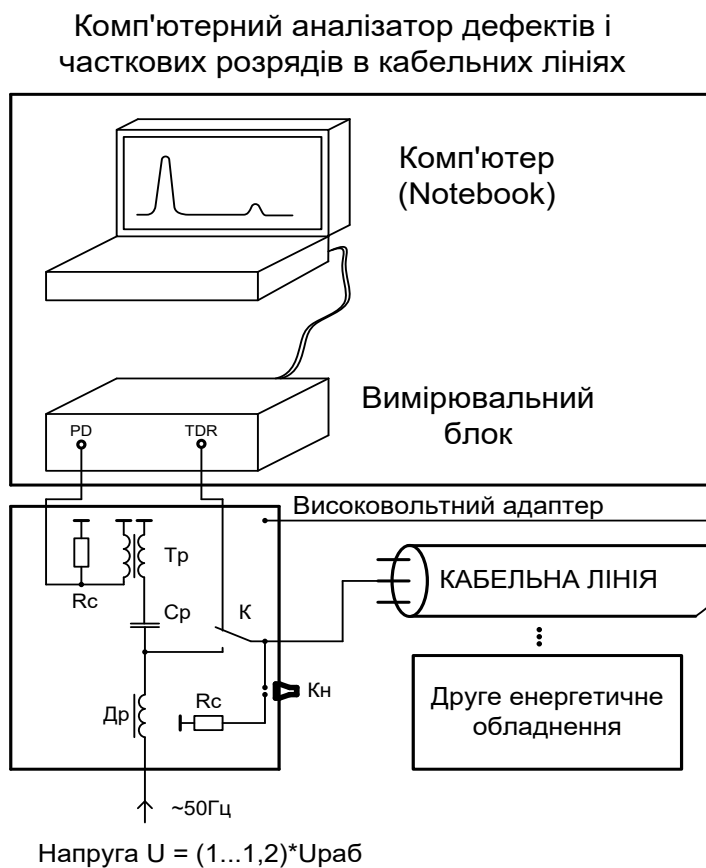 Комп'ютерний аналізатор дефектів і
часткових розрядів в кабельних лініях
Комп'ютер
(Notebook)
Вимірювальний
блок
PD
TDR
Високовольтний адаптер
Тр
Rc
Ср
К
КАБЕЛЬНА ЛІНІЯ
Кн
Rc
Др
Друге енергетичне
обладнення
~50Гц
Напруга U = (1...1,2)*Uраб